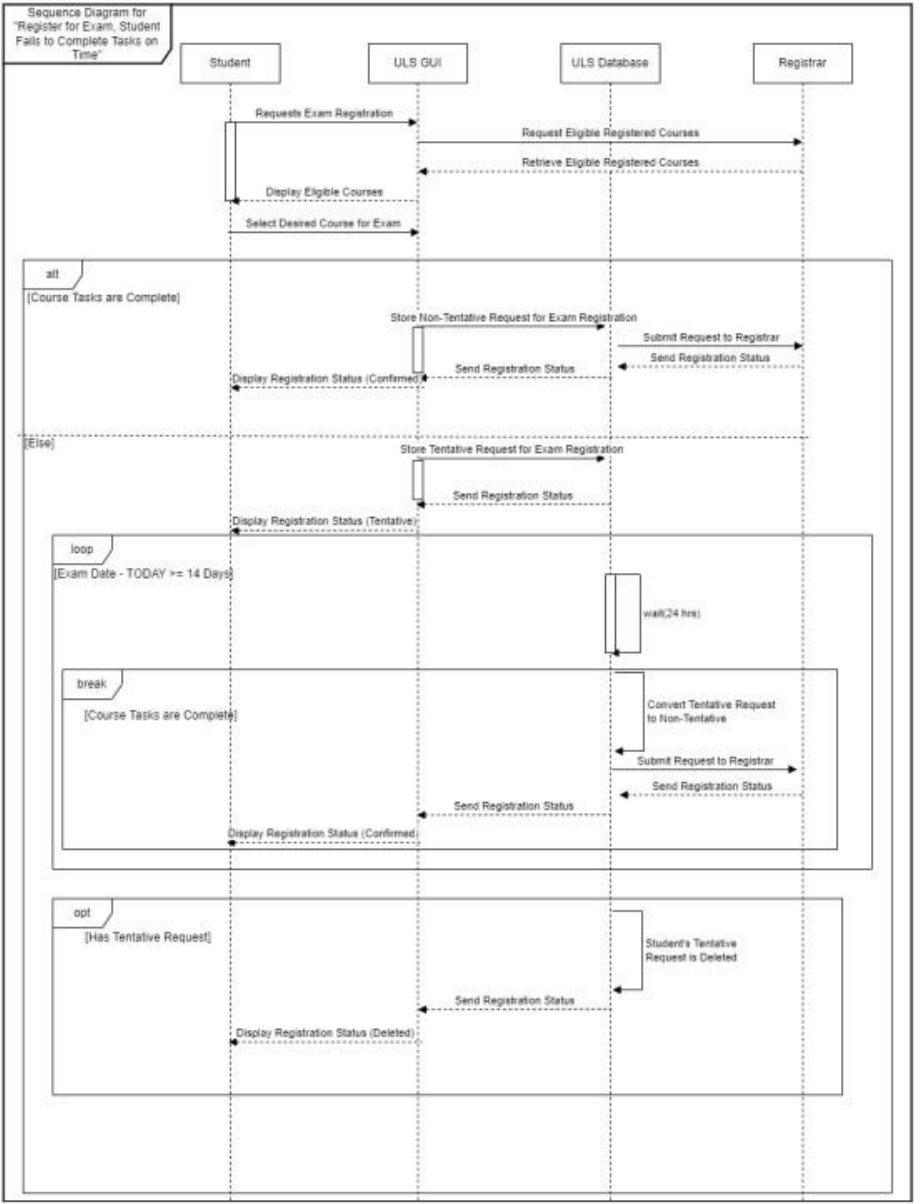 Sequence Diagram for
"Register for Exam, Student
Fails to Complete Tasks on
Time"
Student
ULS GUI
ULS Database
Registrar
Requests Exam Registration
Request Eligible Registered Courses
Retrieve Eligible Registered Courses
Display Eligible Courses
Select Desired Course for Exam
alt
[Course Tasks are Complete]
Store Non-Tentative Request for Exam Registration
Submit Request to Registrar
Send Registration Status
Send Registration Status
Display Registration Status (Confirmed)
[Else]
Store Tentative Request for Exam Registration
Send Registration Status
Display Registration Status (Tentative)
loop
[Exam Date - TODAY >= 14 Days]
wait(24 hrs)
break
[Course Tasks are Complete]
Convert Tentative Request
to Non-Tentative
Submit Request to Registrar
Send Registration Status
Send Registration Status
Display Registration Status (Confirmed)
opt
[Has Tentative Request]
Student's Tentative
Request is Deleted
Send Registration Status
Display Registration Status (Deleted)